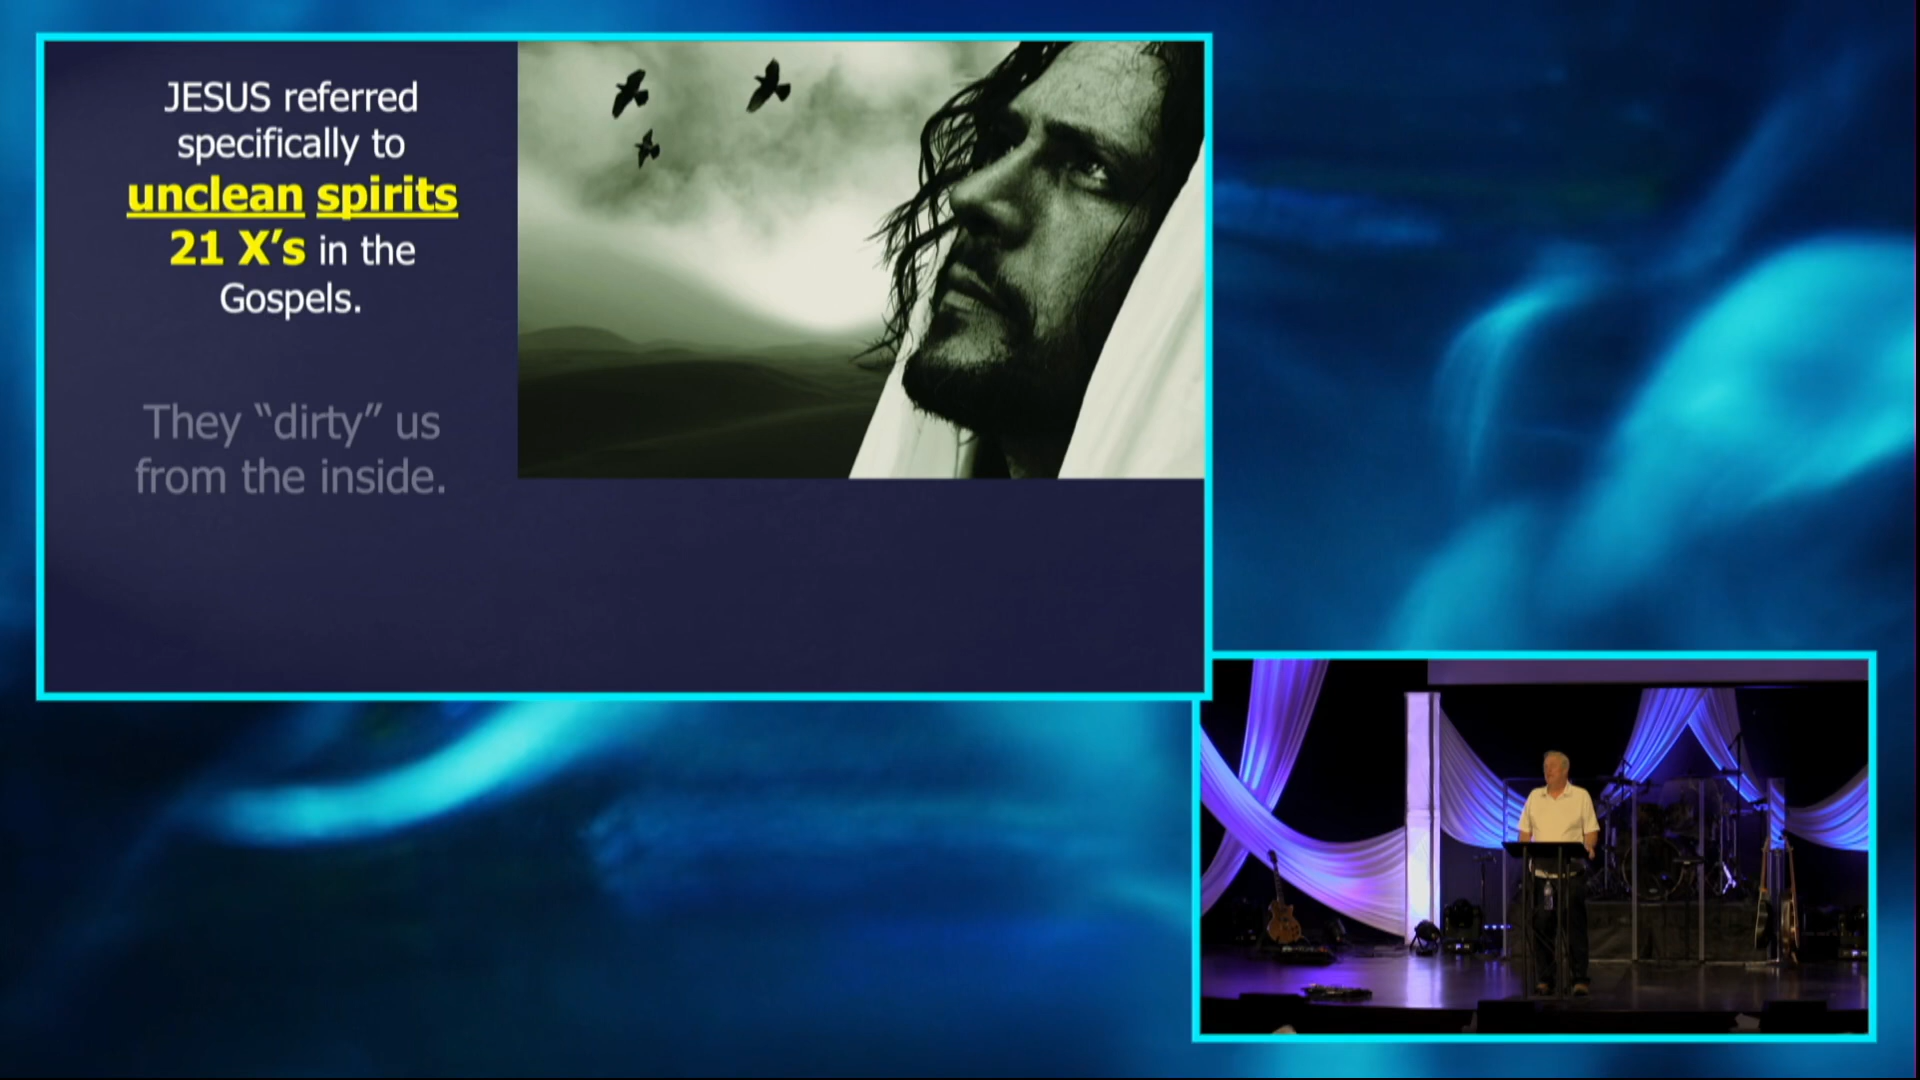 JESUS referred
specifically to
unclean spirits
21 X’s in the
Gospels.
They “dirty” us
from the inside.